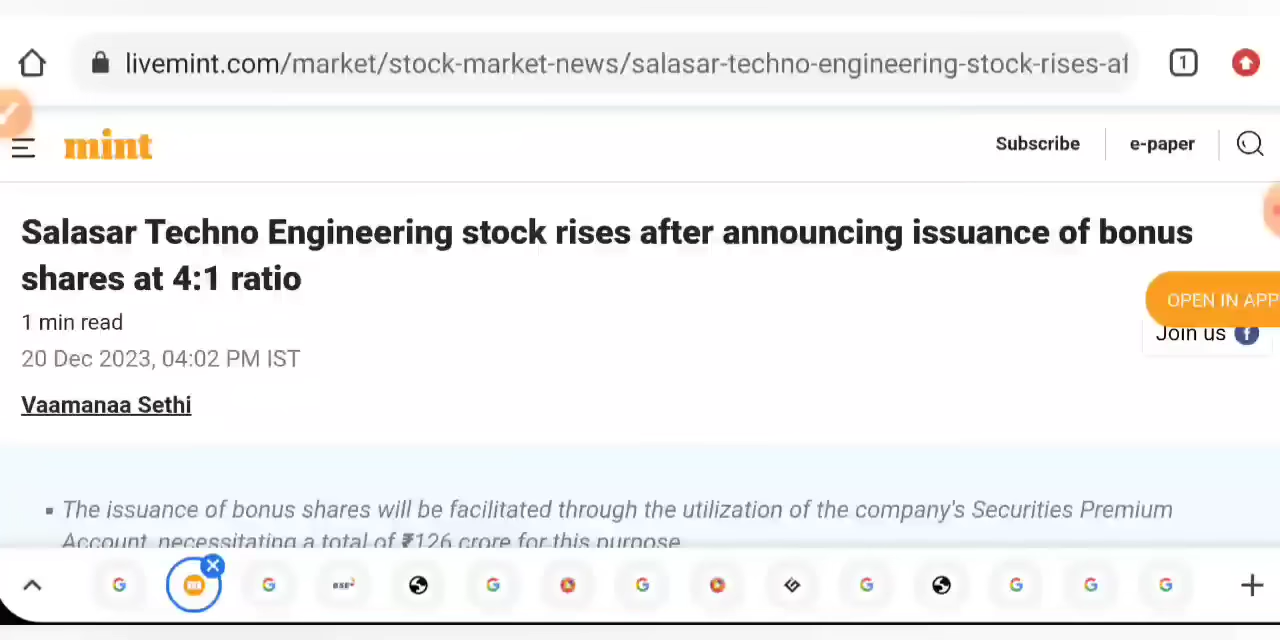 livemint.com/market/stock-market-news/salasar-techno-engineering-stock-rises-af
1
mint
Subscribe
e-paper
Salasar Techno Engineering stock rises after announcing issuance of bonus
shares at 4:1 ratio
OPEN IN APP
1 min read
Join us
20 Dec 2023, 04:02 PM IST
Vaamanaa Sethi
The issuance of bonus shares will be facilitated through the utilization of the company's Securities Premium
Account, necessitating a total of ₹126 crore for this purpose